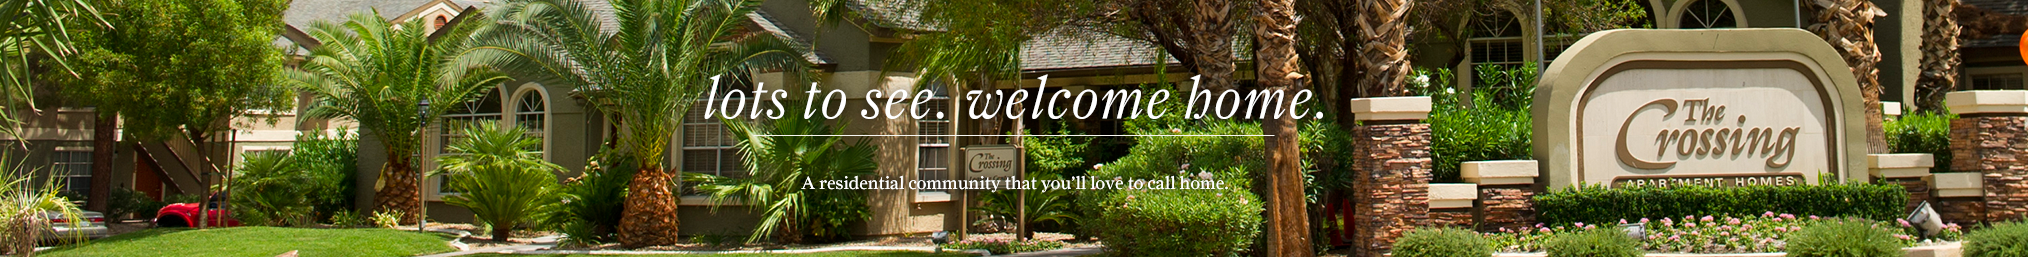 lots to see. welcome home.
A residential community that you'll love to call home.
The
Crossing
The
Crossing
APARTMENT HOMES